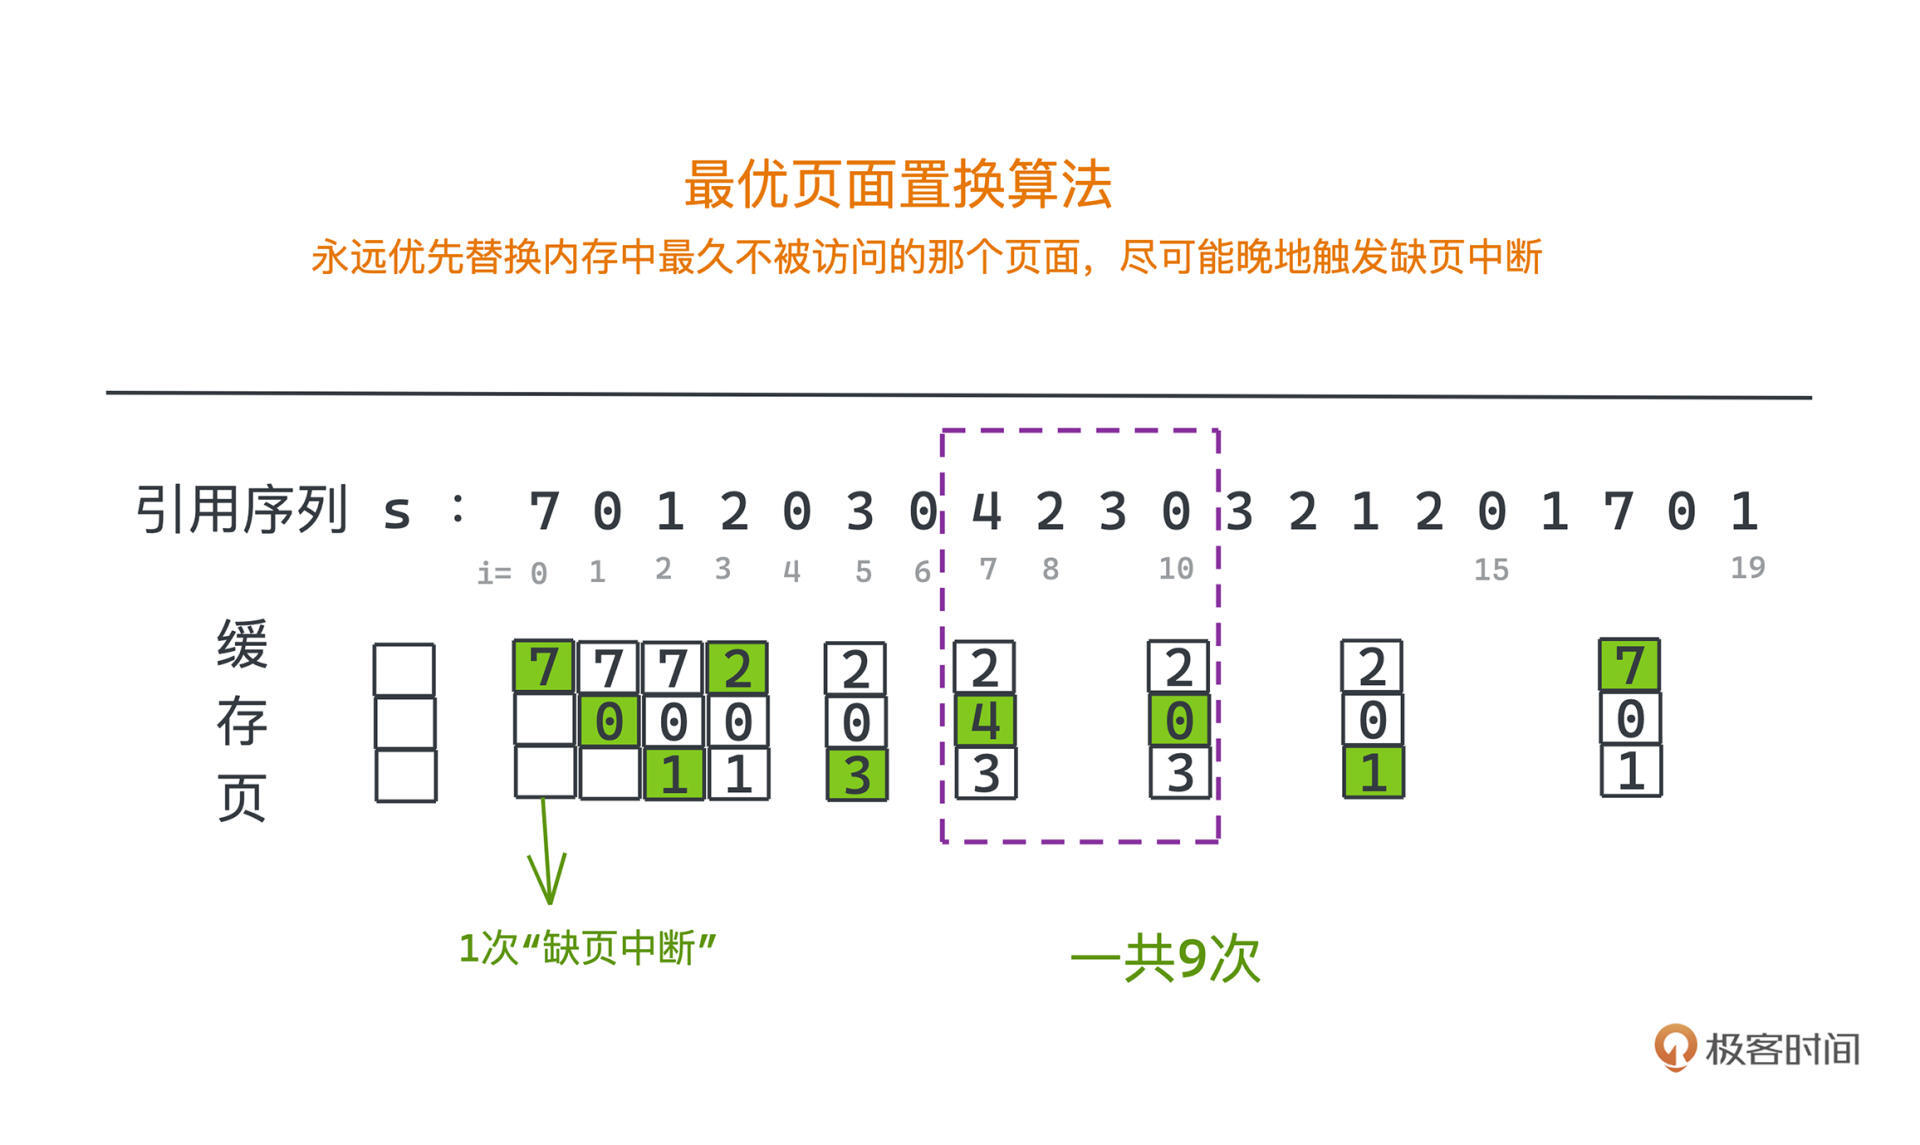 最优页面置换算法
永远优先替换内存中最久不被访问的那个页面，尽可能晚地触发缺页中断
引用序列 s ： 7 0 1 2 0 3 0 4 2 3 0 3 2 1 2 0 1 7 0 1
i= 0 1 2 3 4 5 6 7 8 10 15 19
缓存页
7 7 7 2 2 2 2 2 7
0 0 0 0 4 0 0 0
1 1 3 3 3 1 1
1次“缺页中断”
一共9次
极客时间